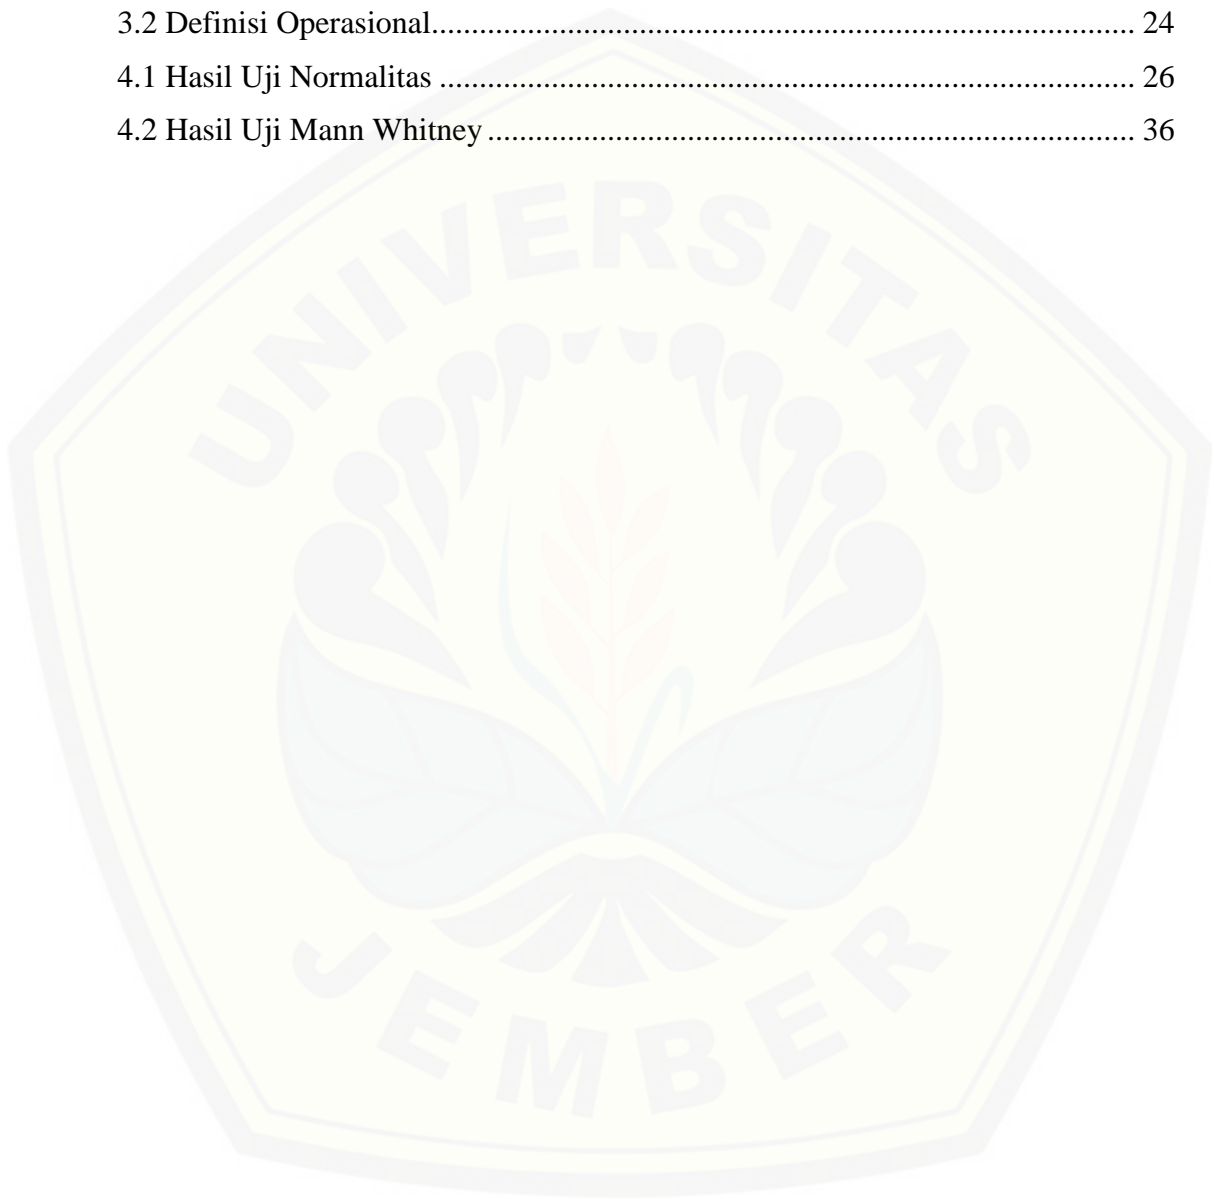 3.2 Definisi Operasional........................................................................................ 24
4.1 Hasil Uji Normalitas ....................................................................................... 26
4.2 Hasil Uji Mann Whitney................................................................................. 36
UNIVERSITAS
JEMBER